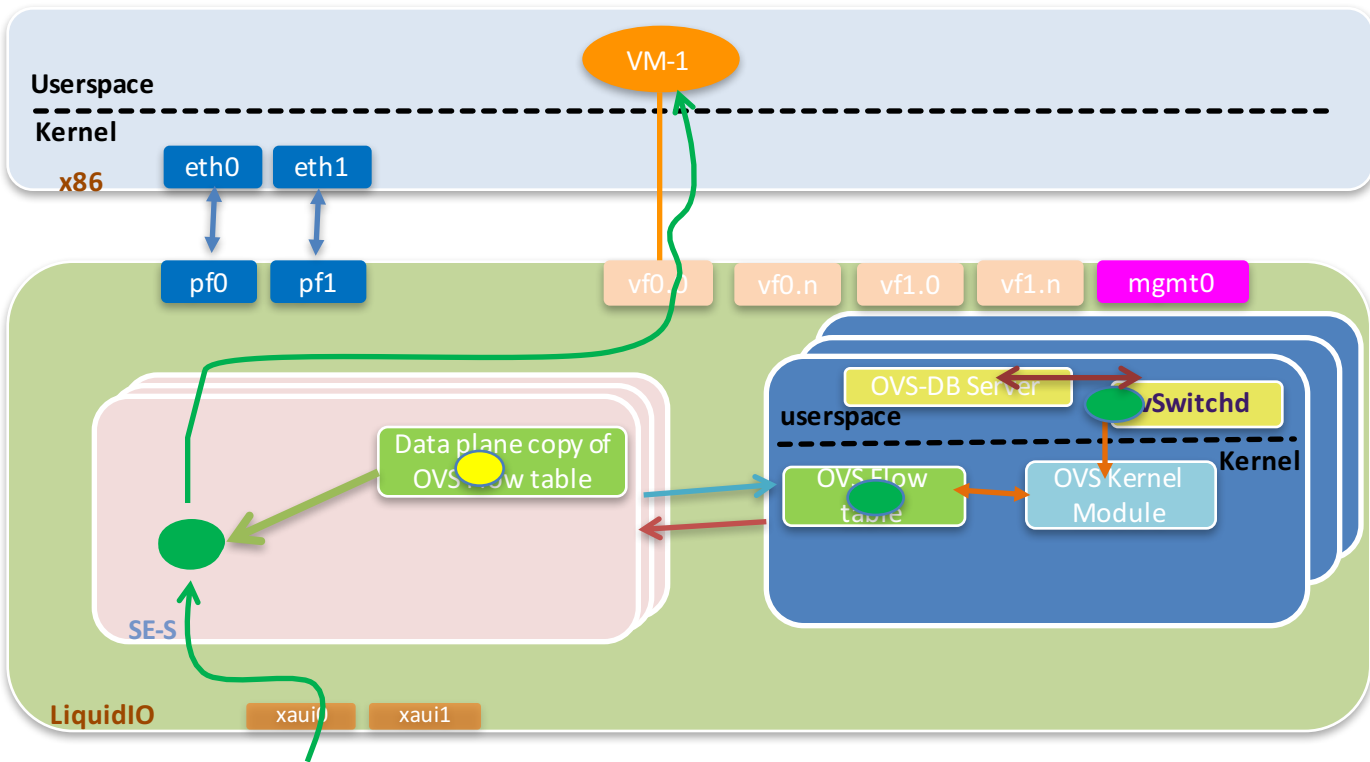 VM-1
Userspace
Kernel
eth0
eth1
x86
pf0
pf1
vf0.0
vf0.n
vf1.0
vf1.n
mgmt0
OVS-DB Server
vSwitchd
userspace
Kernel
Data plane copy of
OVS Flow table
OVS Flow
table
OVS Kernel
Module
SE-S
LiquidIO
xaui0
xaui1